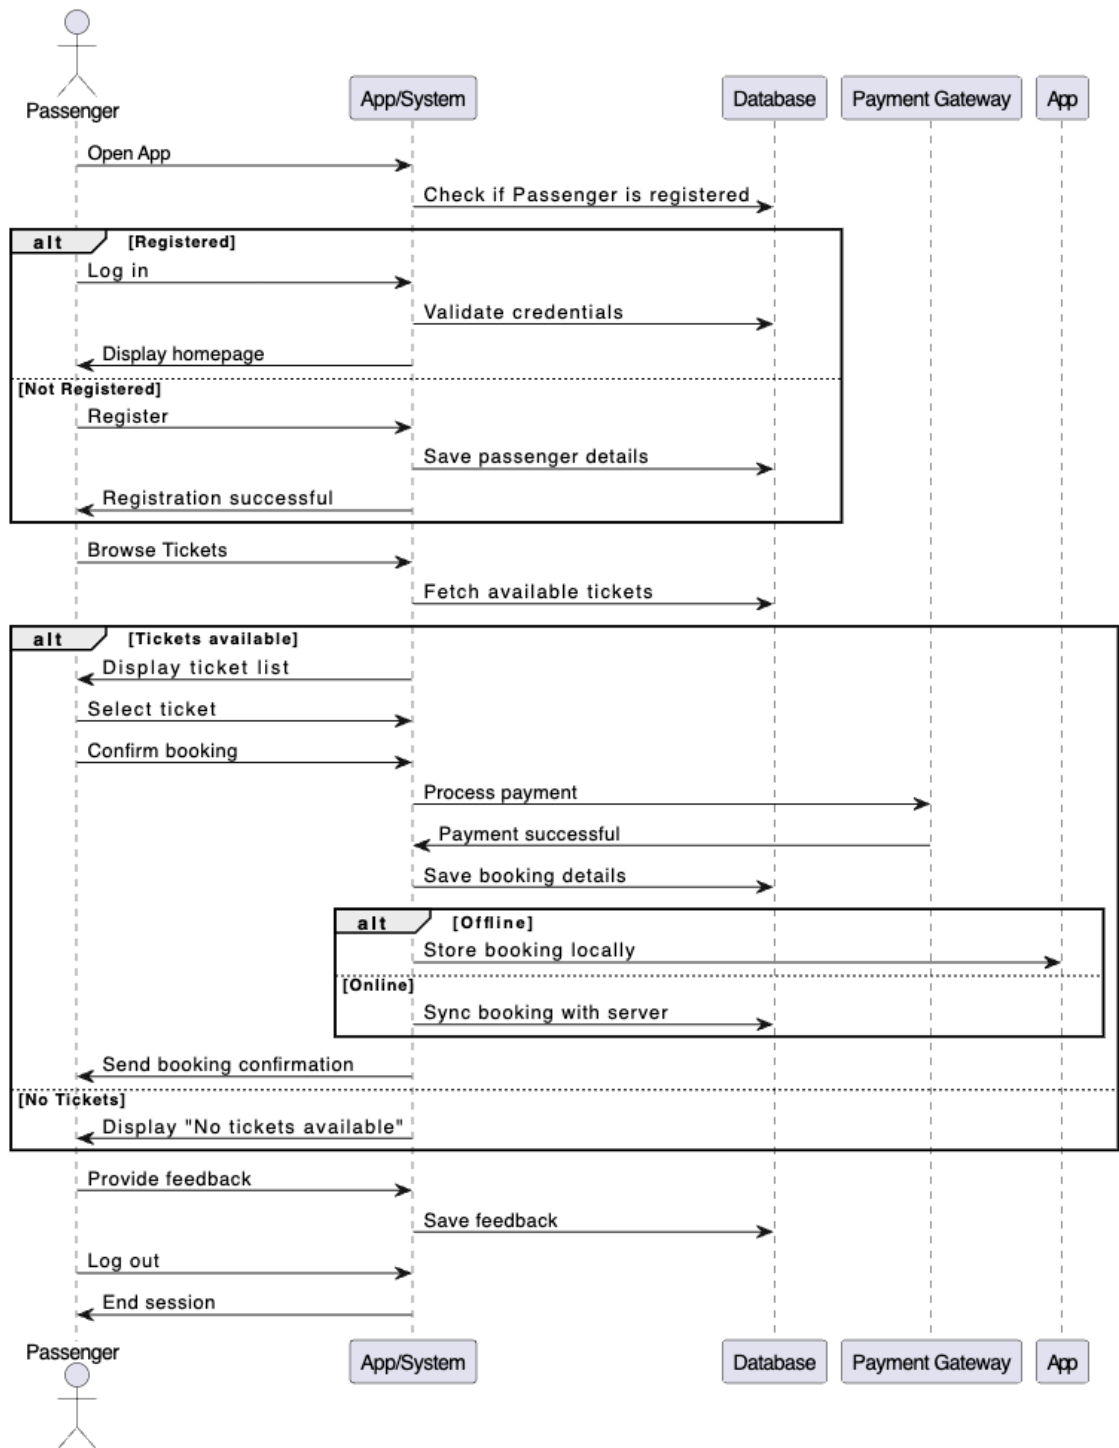 Passenger
App/System
Database
Payment Gateway
App
Open App
Check if Passenger is registered
alt
[Registered]
Log in
Validate credentials
Display homepage
[Not Registered]
Register
Save passenger details
Registration successful
Browse Tickets
Fetch available tickets
alt
[Tickets available]
Display ticket list
Select ticket
Confirm booking
Process payment
Payment successful
Save booking details
alt
[Offline]
Store booking locally
[Online]
Sync booking with server
Send booking confirmation
[No Tickets]
Display "No tickets available"
Provide feedback
Save feedback
Log out
End session
Passenger
App/System
Database
Payment Gateway
App